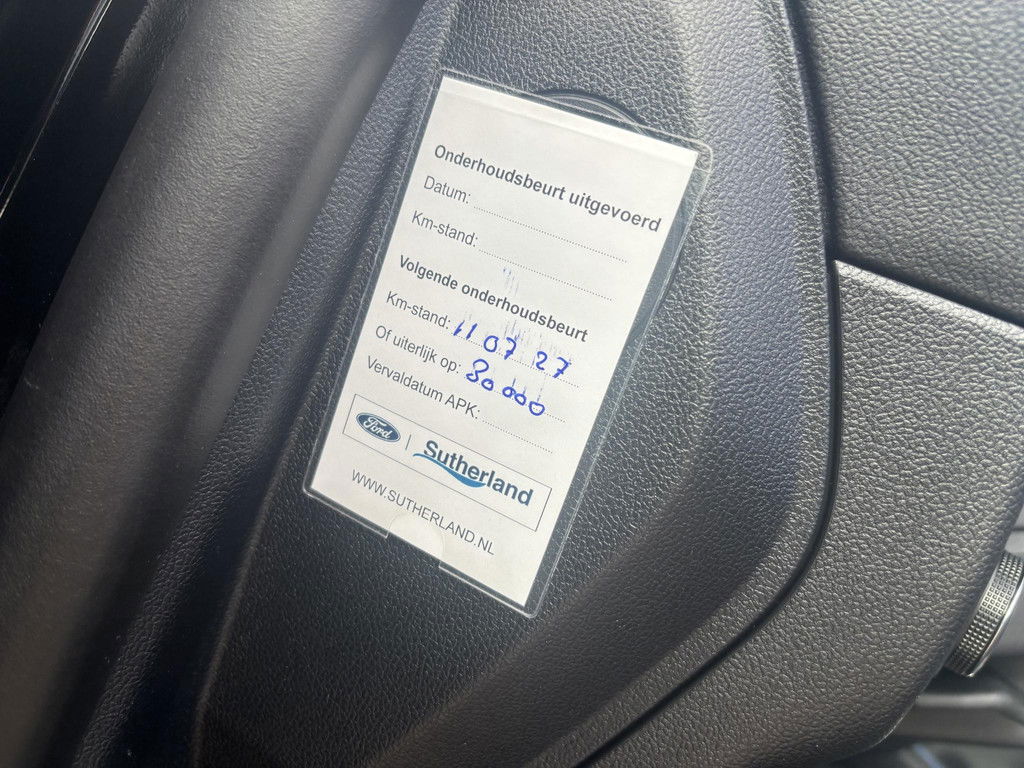 Onderhoudsbeurt uitgevoerd
Datum:
Km-stand:
Volgende onderhoudsbeurt
Km-stand: 11 07 27
Of uiterlijk op: 30.000
Vervaldatum APK:
Ford | Sutherland
WWW.SUTHERLAND.NL